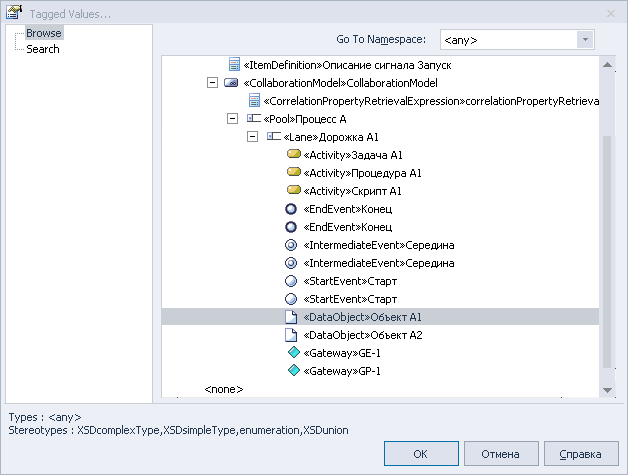 Tagged Values...
Browse
Search
Go To Namespace:
<any>
«ItemDefinition»Описание сигнала Запуск
«CollaborationModel»CollaborationModel
«CorrelationPropertyRetrievalExpression»correlationPropertyRetrieva
«Pool»Процесс А
«Lane»Дорожка А1
«Activity»Задача А1
«Activity»Процедура А1
«Activity»Скрипт А1
«EndEvent»Конец
«EndEvent»Конец
«IntermediateEvent»Середина
«IntermediateEvent»Середина
«StartEvent»Старт
«StartEvent»Старт
«DataObject»Объект А1
«DataObject»Объект А2
«Gateway»GE-1
«Gateway»GP-1
<none>
Types : <any>
Stereotypes : XSDcomplexType,XSDsimpleType,enumeration,XSDunion
ОК
Отмена
Справка